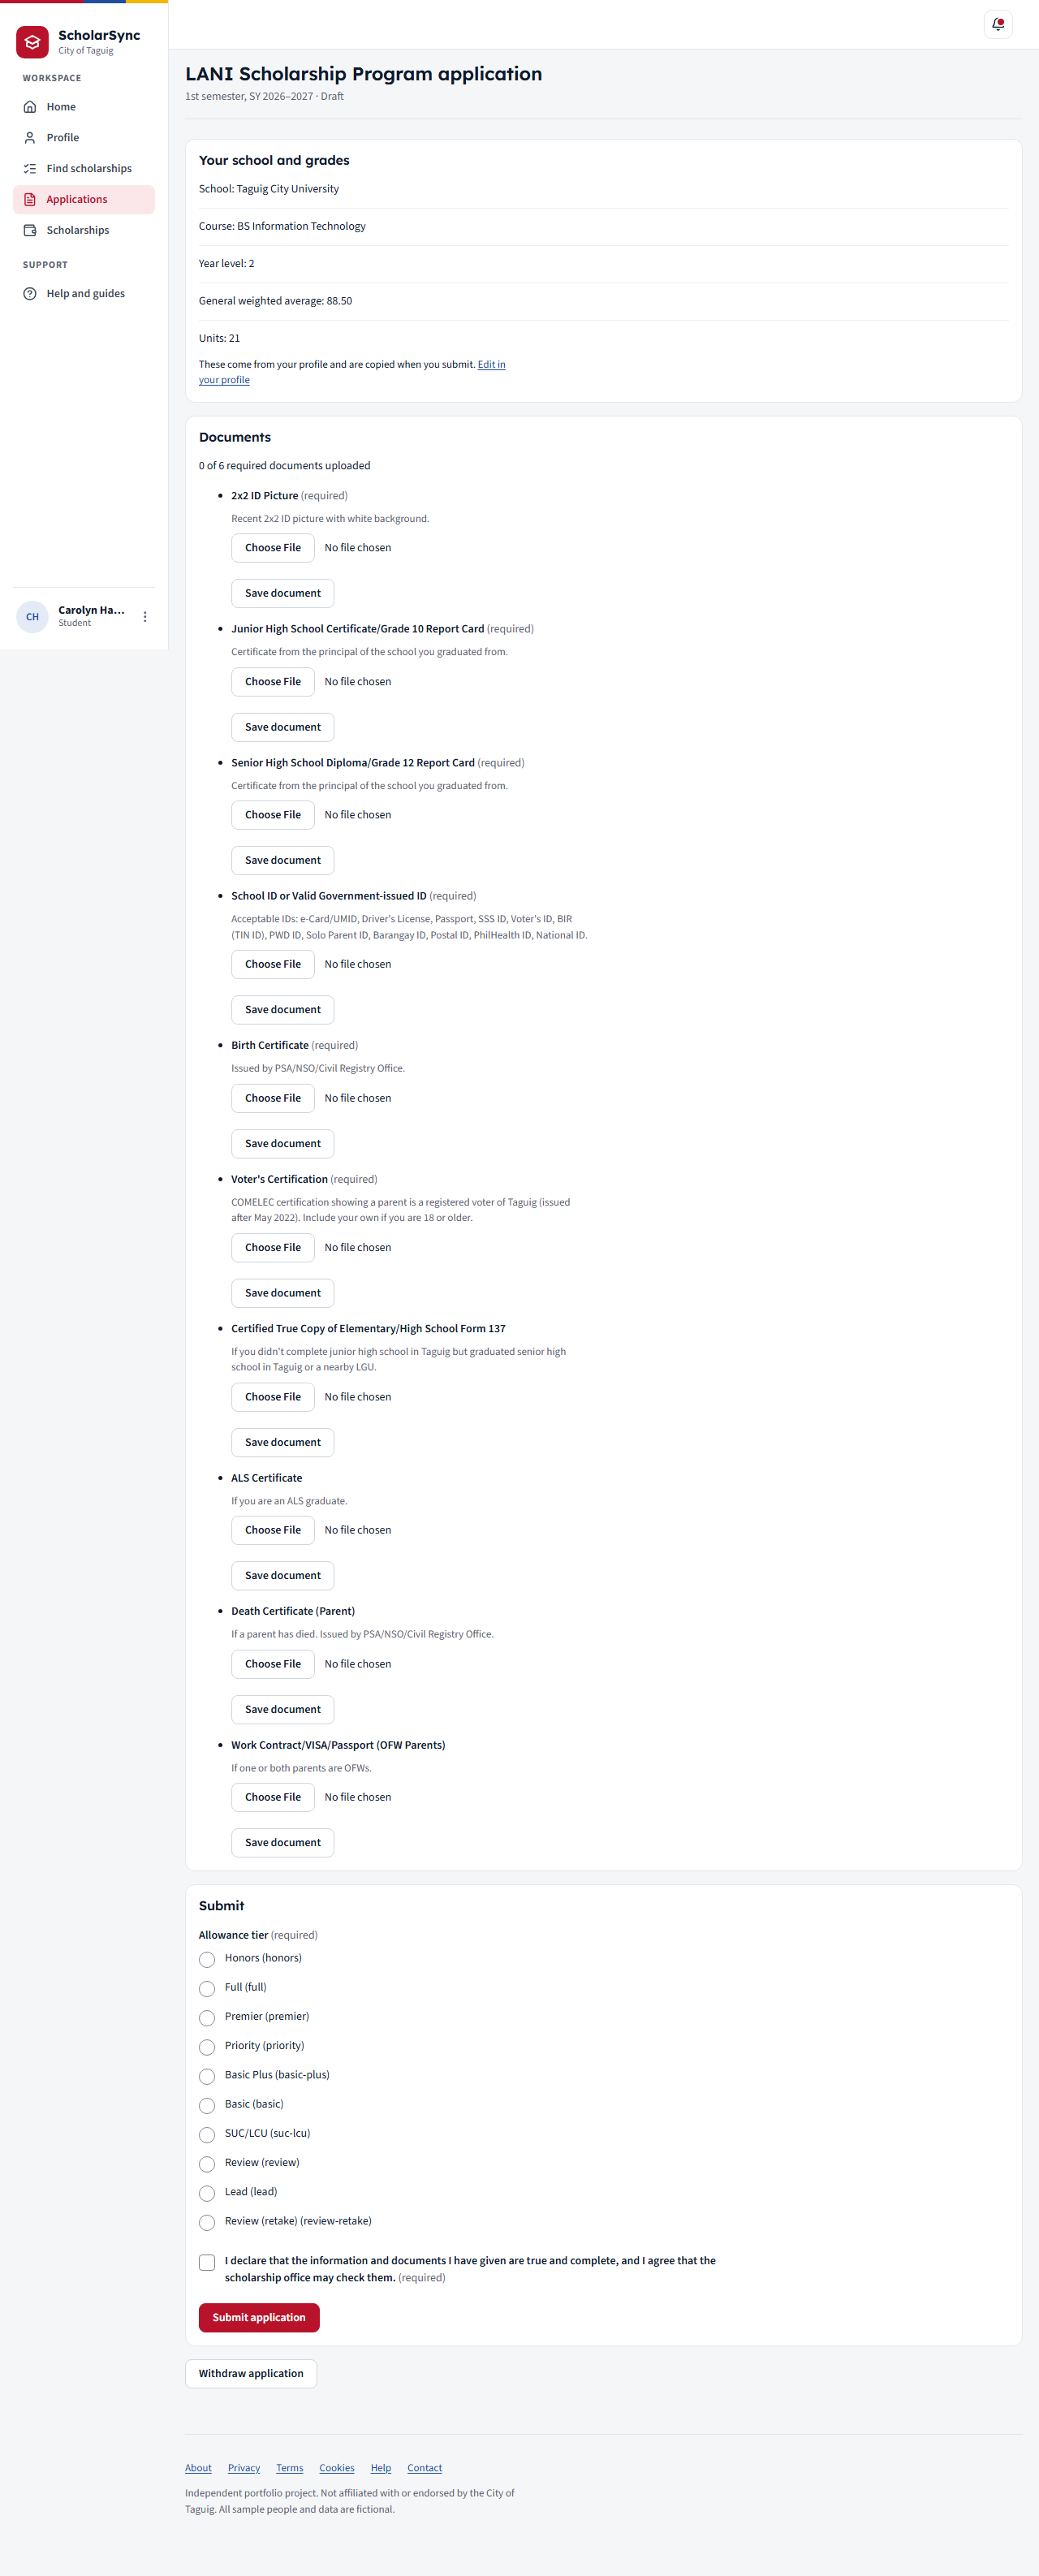 ScholarSync
City of Taguig
WORKSPACE
Home
Profile
Find scholarships
Applications
Scholarships
SUPPORT
Help and guides
CH
Carolyn Ha...
Student
LANI Scholarship Program application
1st semester, SY 2026–2027 · Draft
Your school and grades
School: Taguig City University
Course: BS Information Technology
Year level: 2
General weighted average: 88.50
Units: 21
These come from your profile and are copied when you submit. Edit in
your profile
Documents
0 of 6 required documents uploaded
2x2 ID Picture (required)
Recent 2x2 ID picture with white background.
Choose File No file chosen
Save document
Junior High School Certificate/Grade 10 Report Card (required)
Certificate from the principal of the school you graduated from.
Choose File No file chosen
Save document
Senior High School Diploma/Grade 12 Report Card (required)
Certificate from the principal of the school you graduated from.
Choose File No file chosen
Save document
School ID or Valid Government-issued ID (required)
Acceptable IDs: e-Card/UMID, Driver's License, Passport, SSS ID, Voter's ID, BIR
(TIN ID), PWD ID, Solo Parent ID, Barangay ID, Postal ID, PhilHealth ID, National ID.
Choose File No file chosen
Save document
Birth Certificate (required)
Issued by PSA/NSO/Civil Registry Office.
Choose File No file chosen
Save document
Voter's Certification (required)
COMELEC certification showing a parent is a registered voter of Taguig (issued
after May 2022). Include your own if you are 18 or older.
Choose File No file chosen
Save document
Certified True Copy of Elementary/High School Form 137
If you didn't complete junior high school in Taguig but graduated senior high
school in Taguig or a nearby LGU.
Choose File No file chosen
Save document
ALS Certificate
If you are an ALS graduate.
Choose File No file chosen
Save document
Death Certificate (Parent)
If a parent has died. Issued by PSA/NSO/Civil Registry Office.
Choose File No file chosen
Save document
Work Contract/VISA/Passport (OFW Parents)
If one or both parents are OFWs.
Choose File No file chosen
Save document
Submit
Allowance tier (required)
Honors (honors)
Full (full)
Premier (premier)
Priority (priority)
Basic Plus (basic-plus)
Basic (basic)
SUC/LCU (suc-lcu)
Review (review)
Lead (lead)
Review (retake) (review-retake)
I declare that the information and documents I have given are true and complete, and I agree that the
scholarship office may check them. (required)
Submit application
Withdraw application
About Privacy Terms Cookies Help Contact
Independent portfolio project. Not affiliated with or endorsed by the City of
Taguig. All sample people and data are fictional.